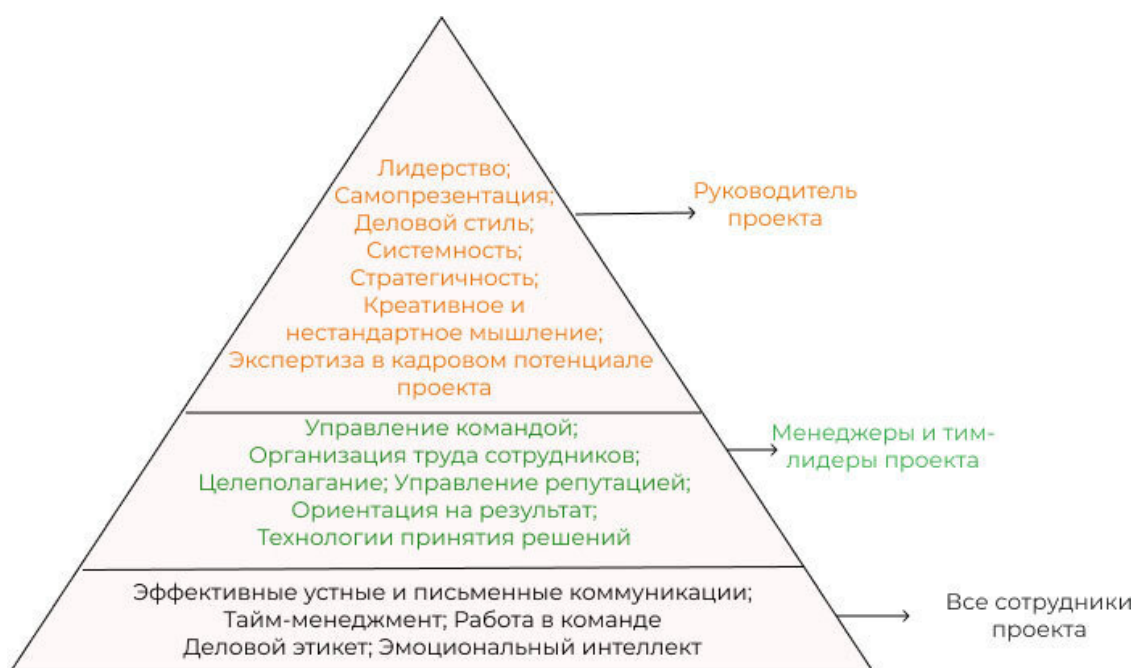 Лидерство;
Самопрезентация;
Деловой стиль;
Системность;
Стратегичность;
Креативное и
нестандартное мышление;
Экспертиза в кадровом потенциале
проекта
Руководитель
проекта
Управление командой;
Организация труда сотрудников;
Целеполагание; Управление репутацией;
Ориентация на результат;
Технологии принятия решений
Менеджеры и тим-
лидеры проекта
Эффективные устные и письменные коммуникации;
Тайм-менеджмент; Работа в команде
Деловой этикет; Эмоциональный интеллект
Все сотрудники
проекта